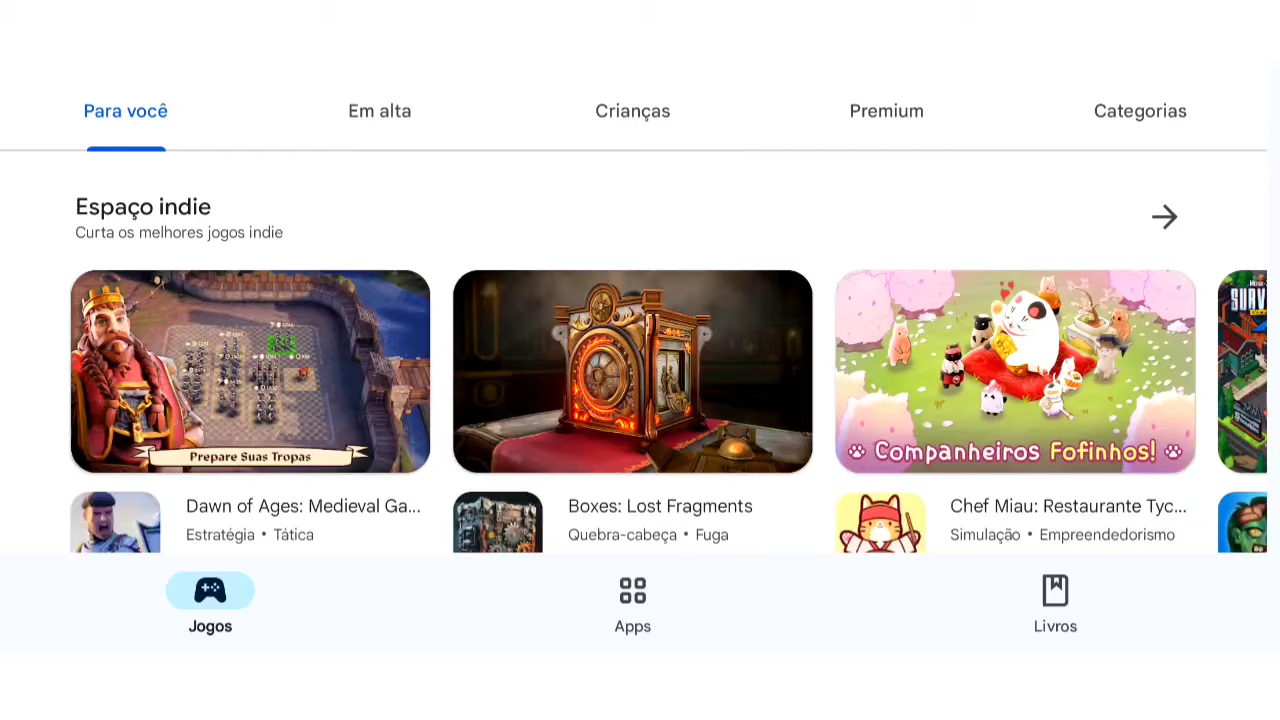 Para você
Em alta
Crianças
Premium
Categorias
Espaço indie
Curta os melhores jogos indie
Prepare Suas Tropas
Companheiros Fofinhos!
SURV
Dawn of Ages: Medieval Ga...
Estratégia • Tática
Boxes: Lost Fragments
Quebra-cabeça • Fuga
Chef Miau: Restaurante Tyc...
Simulação • Empreendedorismo
Jogos
Apps
Livros